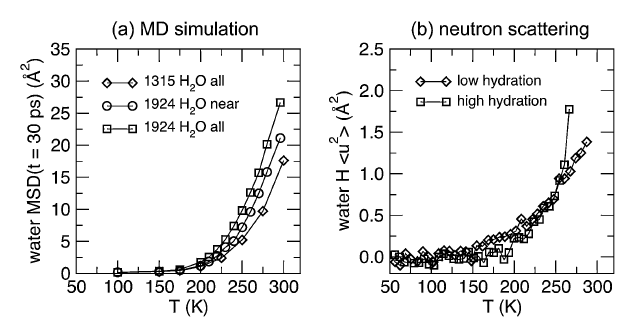 (a) MD simulation
water MSD(t = 30 ps) (Å²)
35
30
25
20
15
10
5
0
1315 H₂O all
1924 H₂O near
1924 H₂O all
50 100 150 200 250 300
T (K)
(b) neutron scattering
water H <u²> (Å²)
2.5
2.0
1.5
1.0
0.5
0.0
low hydration
high hydration
50 100 150 200 250 300
T (K)